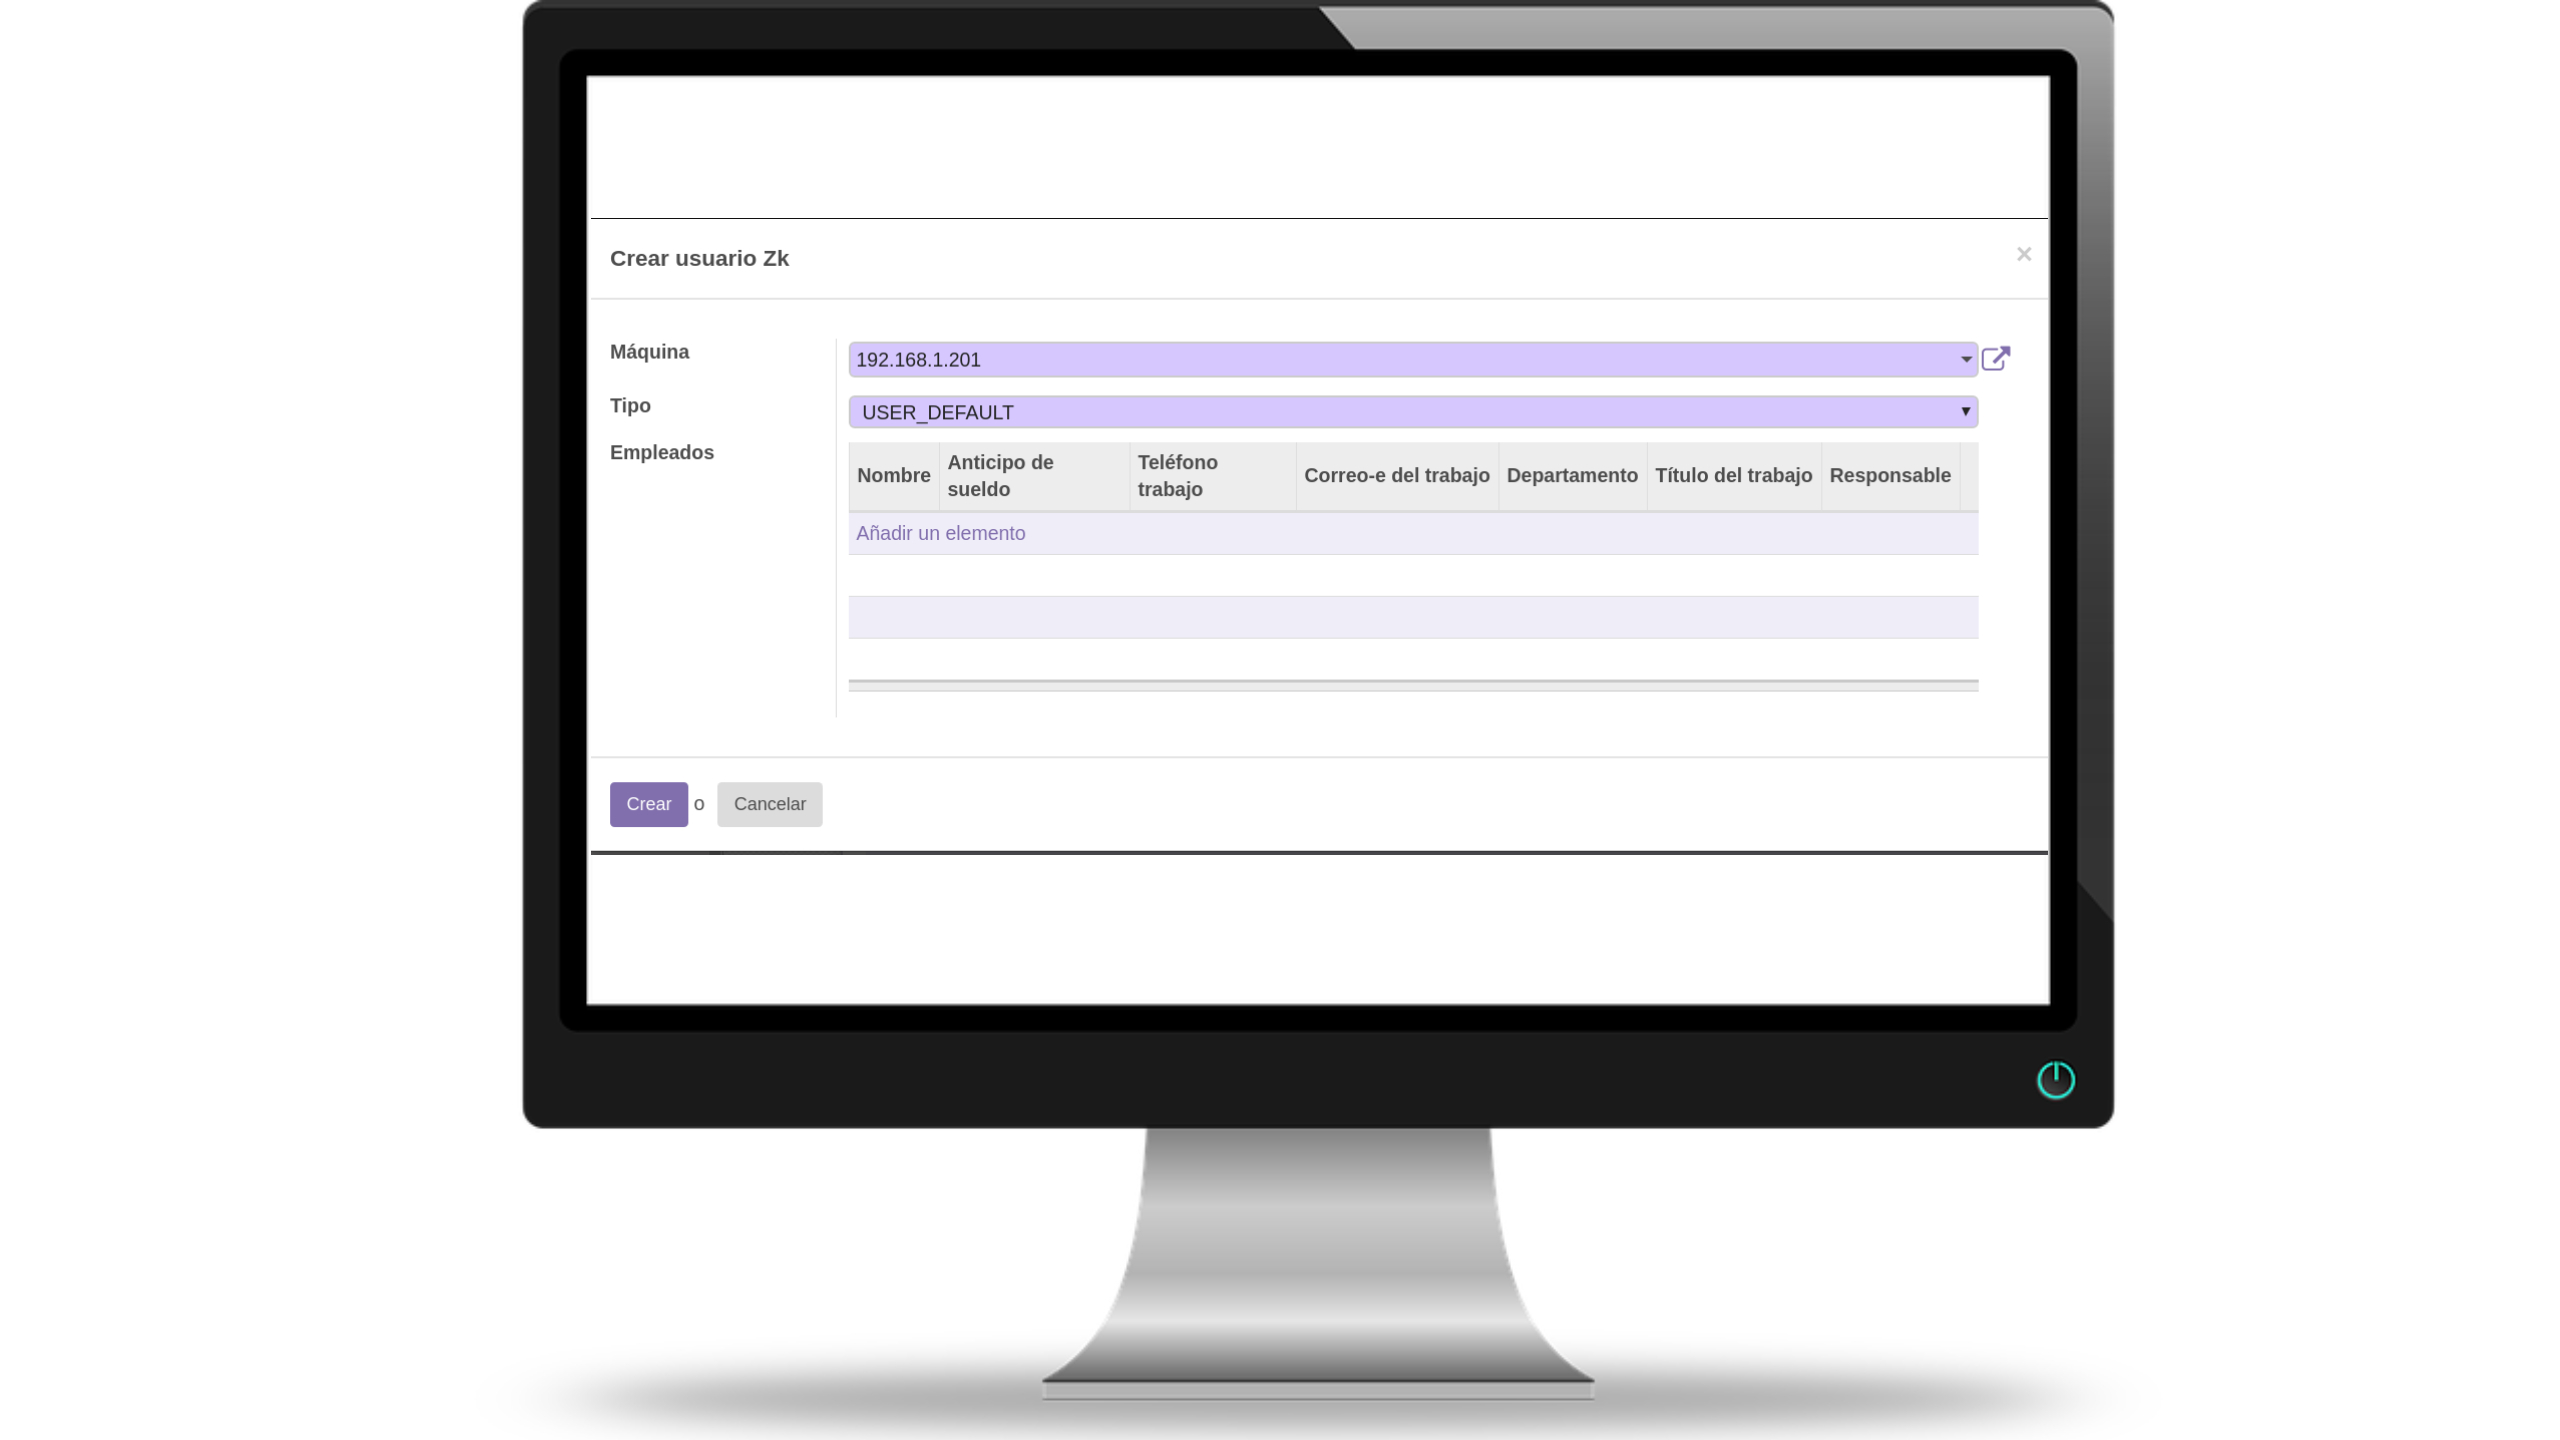 Crear usuario Zk ×
Máquina 192.168.1.201
Tipo USER_DEFAULT
Empleados
Nombre Anticipo de sueldo Teléfono trabajo Correo-e del trabajo Departamento Título del trabajo Responsable
Añadir un elemento
Crear o Cancelar